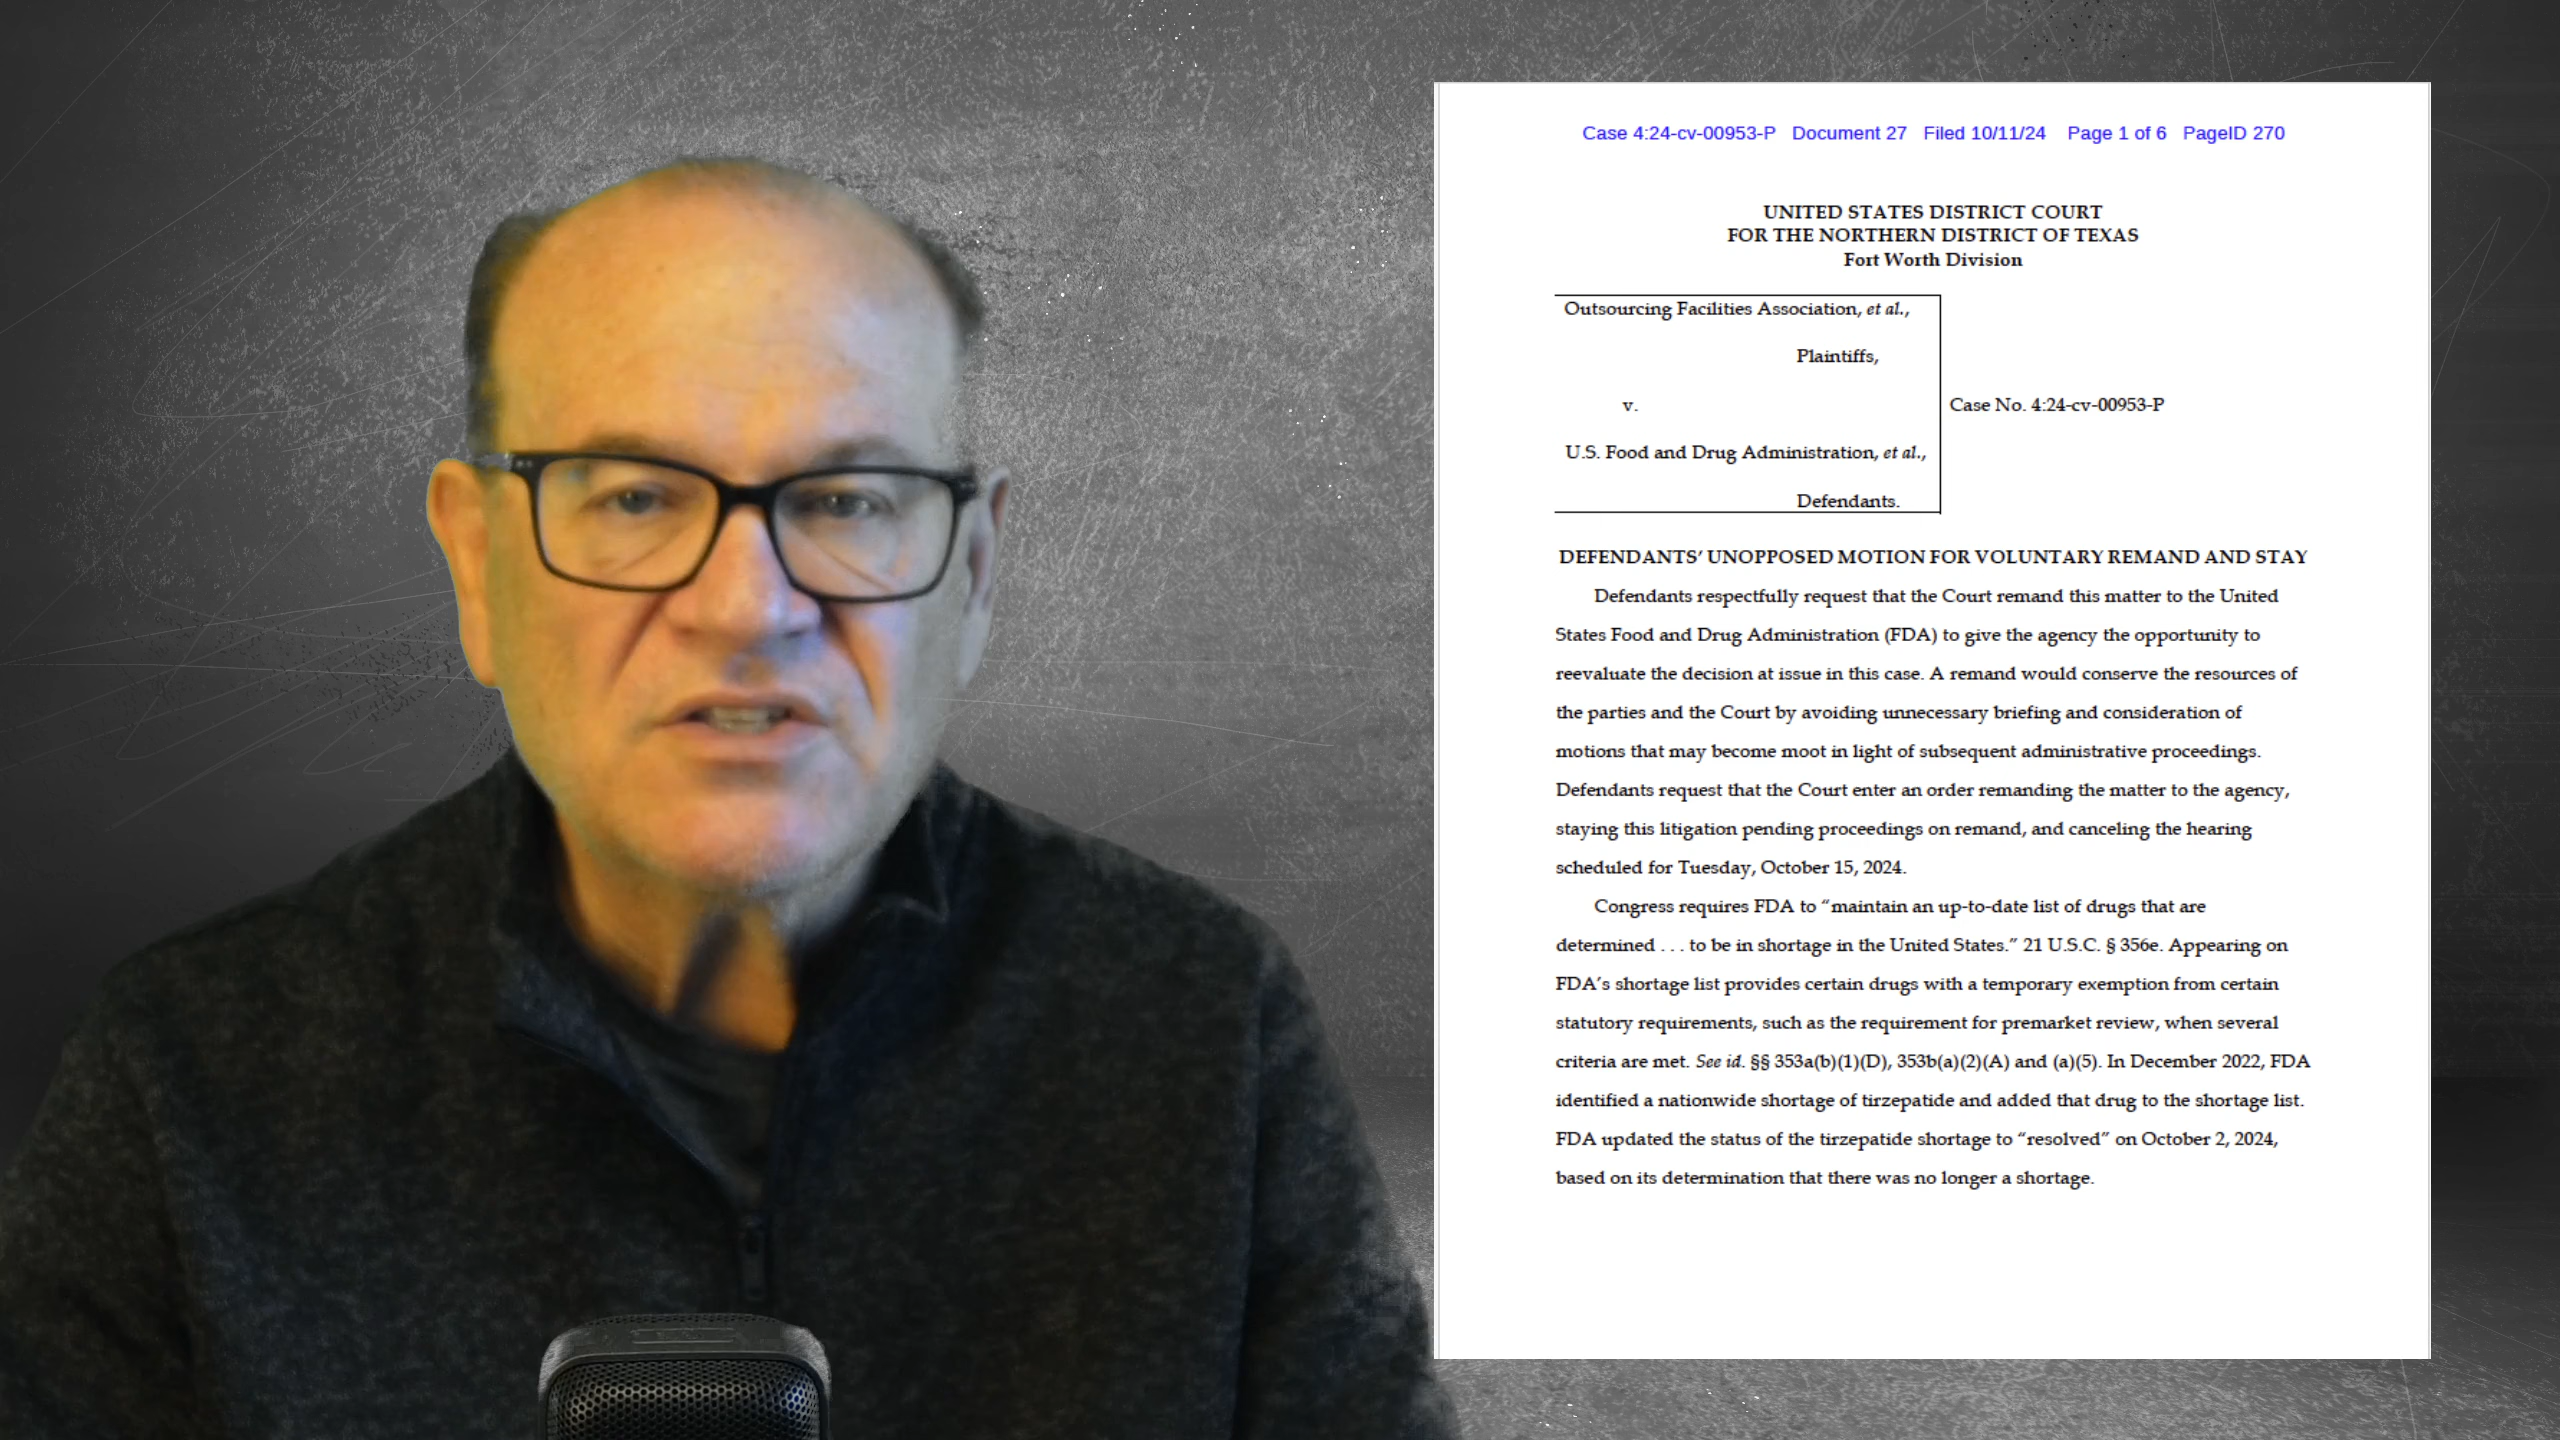 Case 4:24-cv-00953-P Document 27 Filed 10/11/24 Page 1 of 6 PageID 270
UNITED STATES DISTRICT COURT
FOR THE NORTHERN DISTRICT OF TEXAS
Fort Worth Division
Outsourcing Facilities Association, et al.,
Plaintiffs,
v.
Case No. 4:24-cv-00953-P
U.S. Food and Drug Administration, et al.,
Defendants.
DEFENDANTS’ UNOPPOSED MOTION FOR VOLUNTARY REMAND AND STAY
Defendants respectfully request that the Court remand this matter to the United
States Food and Drug Administration (FDA) to give the agency the opportunity to
reevaluate the decision at issue in this case. A remand would conserve the resources of
the parties and the Court by avoiding unnecessary briefing and consideration of
motions that may become moot in light of subsequent administrative proceedings.
Defendants request that the Court enter an order remanding the matter to the agency,
staying this litigation pending proceedings on remand, and canceling the hearing
scheduled for Tuesday, October 15, 2024.
Congress requires FDA to “maintain an up-to-date list of drugs that are
determined . . . to be in shortage in the United States.” 21 U.S.C. § 356e. Appearing on
FDA’s shortage list provides certain drugs with a temporary exemption from certain
statutory requirements, such as the requirement for premarket review, when several
criteria are met. See id. §§ 353a(b)(1)(D), 353b(a)(2)(A) and (a)(5). In December 2022, FDA
identified a nationwide shortage of tirzepatide and added that drug to the shortage list.
FDA updated the status of the tirzepatide shortage to “resolved” on October 2, 2024,
based on its determination that there was no longer a shortage.